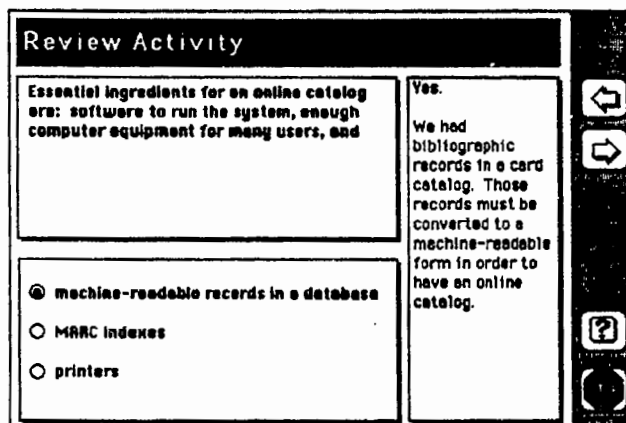 Review Activity
Essential ingredients for an online catalog
are: software to run the system, enough
computer equipment for many users, and
Yes.
We had
bibliographic
records in a card
catalog. Those
records must be
converted to a
machine-readable
form in order to
have an online
catalog.
machine-readable records in a database
MARC indexes
printers
?